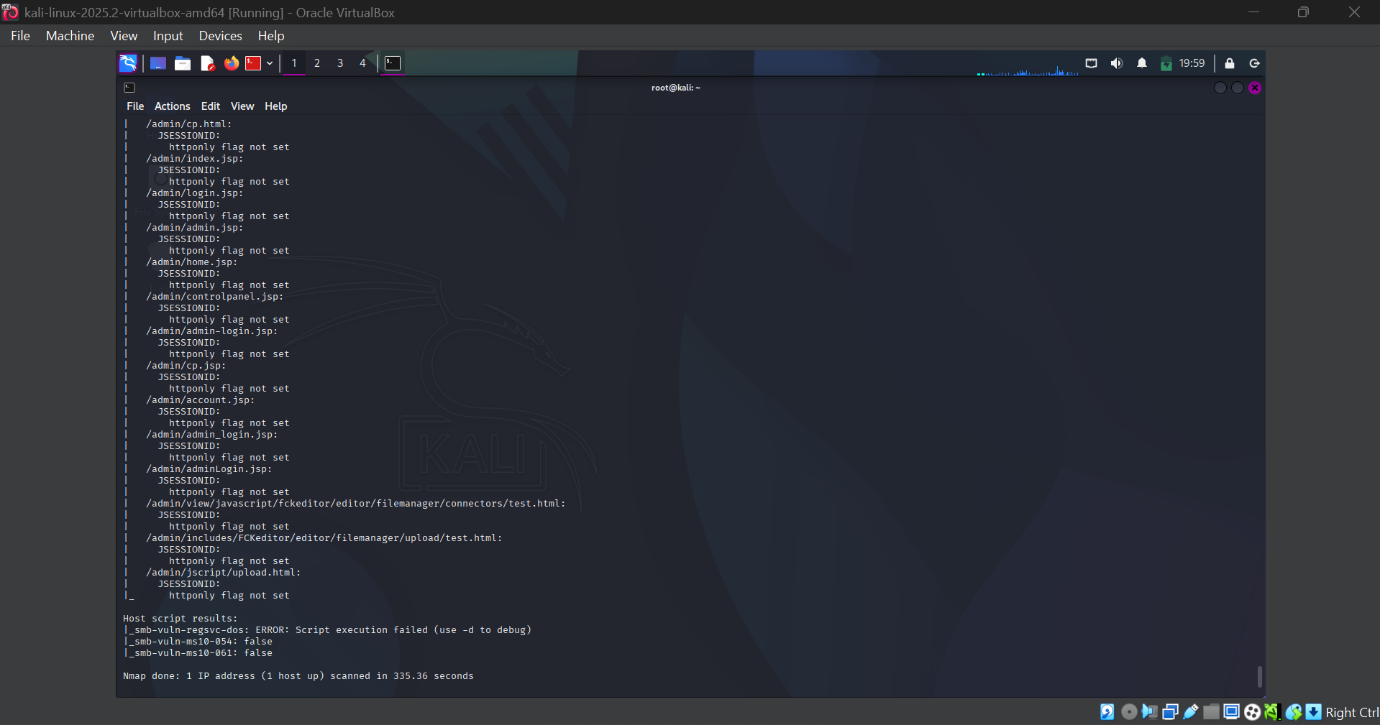 kali-linux-2025.2-virtualbox-amd64 [Running] - Oracle VirtualBox
File Machine View Input Devices Help
1 2 3 4 19:59
root@kali: ~
File Actions Edit View Help
| /admin/cp.html:
| JSESSIONID:
| httponly flag not set
| /admin/index.jsp:
| JSESSIONID:
| httponly flag not set
| /admin/login.jsp:
| JSESSIONID:
| httponly flag not set
| /admin/admin.jsp:
| JSESSIONID:
| httponly flag not set
| /admin/home.jsp:
| JSESSIONID:
| httponly flag not set
| /admin/controlpanel.jsp:
| JSESSIONID:
| httponly flag not set
| /admin/admin-login.jsp:
| JSESSIONID:
| httponly flag not set
| /admin/cp.jsp:
| JSESSIONID:
| httponly flag not set
| /admin/account.jsp:
| JSESSIONID:
| httponly flag not set
| /admin/admin_login.jsp:
| JSESSIONID:
| httponly flag not set
| /admin/adminLogin.jsp:
| JSESSIONID:
| httponly flag not set
| /admin/view/javascript/fckeditor/editor/filemanager/connectors/test.html:
| JSESSIONID:
| httponly flag not set
| /admin/includes/FCKeditor/editor/filemanager/upload/test.html:
| JSESSIONID:
| httponly flag not set
| /admin/jscript/upload.html:
| JSESSIONID:
|_ httponly flag not set
KALI
Host script results:
|_smb-vuln-regsvc-dos: ERROR: Script execution failed (use -d to debug)
|_smb-vuln-ms10-054: false
|_smb-vuln-ms10-061: false
Nmap done: 1 IP address (1 host up) scanned in 335.36 seconds
Right Ctrl